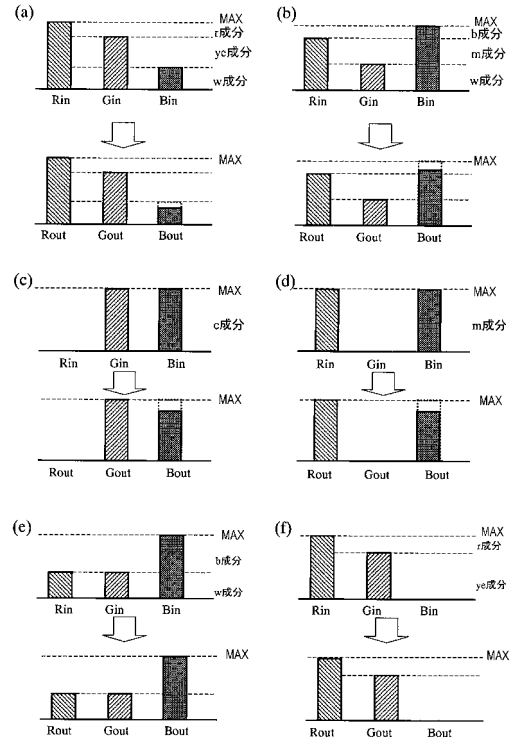 (a)
MAX
r成分
ye成分
w成分
Rin Gin Bin
MAX
Rout Gout Bout
(b)
MAX
b成分
m成分
w成分
Rin Gin Bin
MAX
Rout Gout Bout
(c)
MAX
c成分
Rin Gin Bin
MAX
Rout Gout Bout
(d)
MAX
m成分
Rin Gin Bin
MAX
Rout Gout Bout
(e)
MAX
b成分
w成分
Rin Gin Bin
MAX
Rout Gout Bout
(f)
MAX
r成分
ye成分
Rin Gin Bin
MAX
Rout Gout Bout